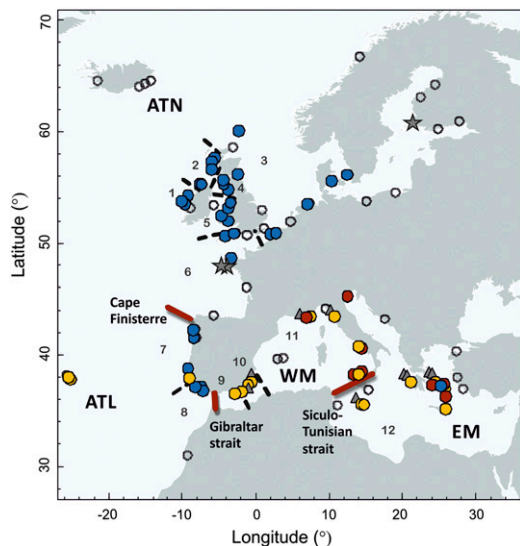 70
60
50
40
30
Latitude (°)
ATN
2
3
1
4
5
6
Cape
Finisterre
11
7
10
WM
9
ATL
8
Gibraltar
strait
Siculo-
Tunisian
strait
12
EM
-20
-10
0
10
20
30
Longitude (°)